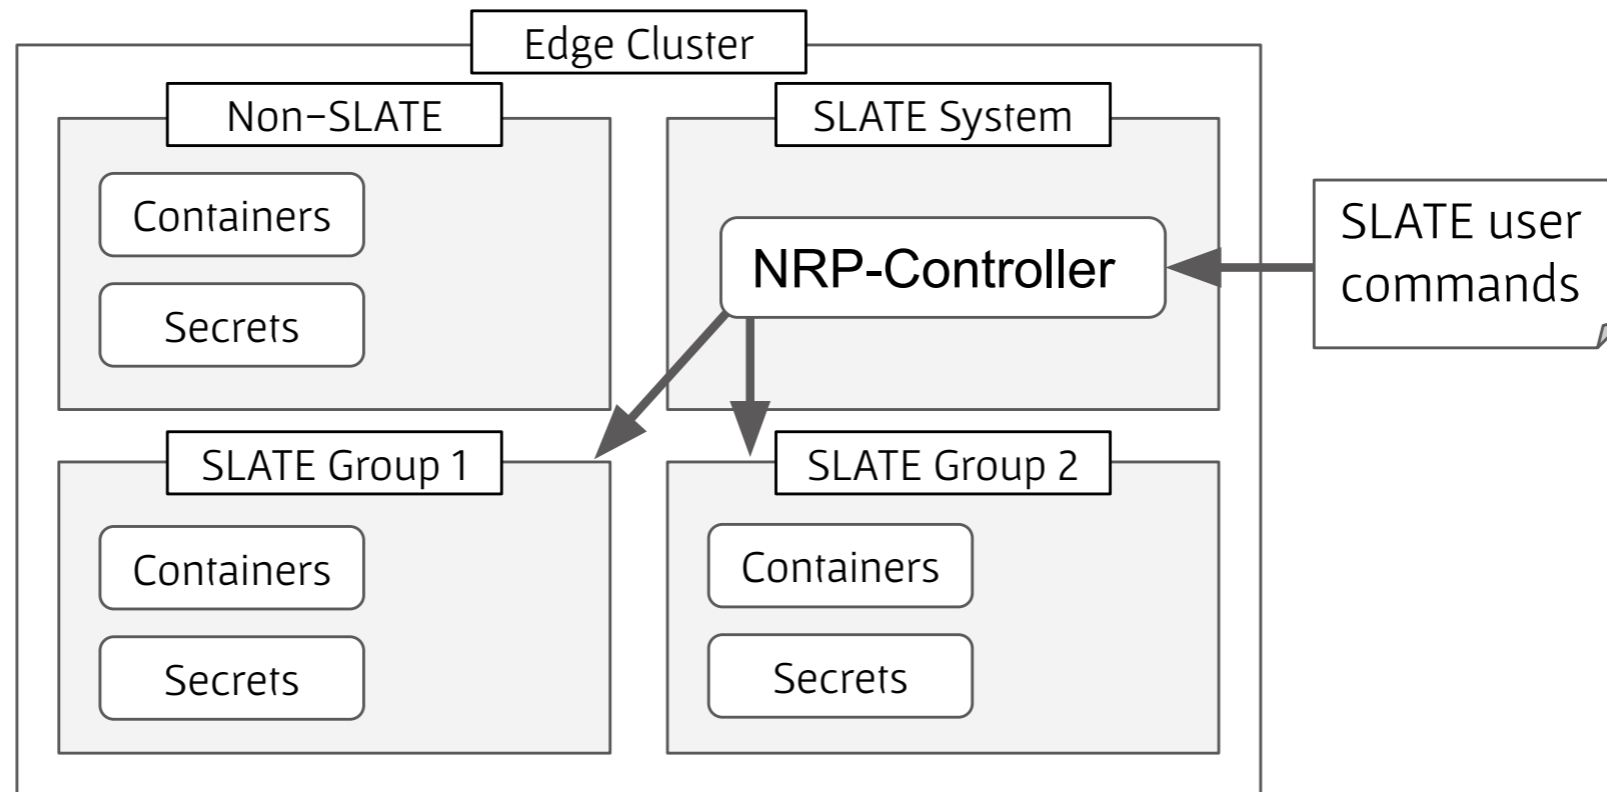 Edge Cluster
Non-SLATE
SLATE System
Containers
Secrets
NRP-Controller
SLATE user
commands
SLATE Group 1
SLATE Group 2
Containers
Secrets
Containers
Secrets